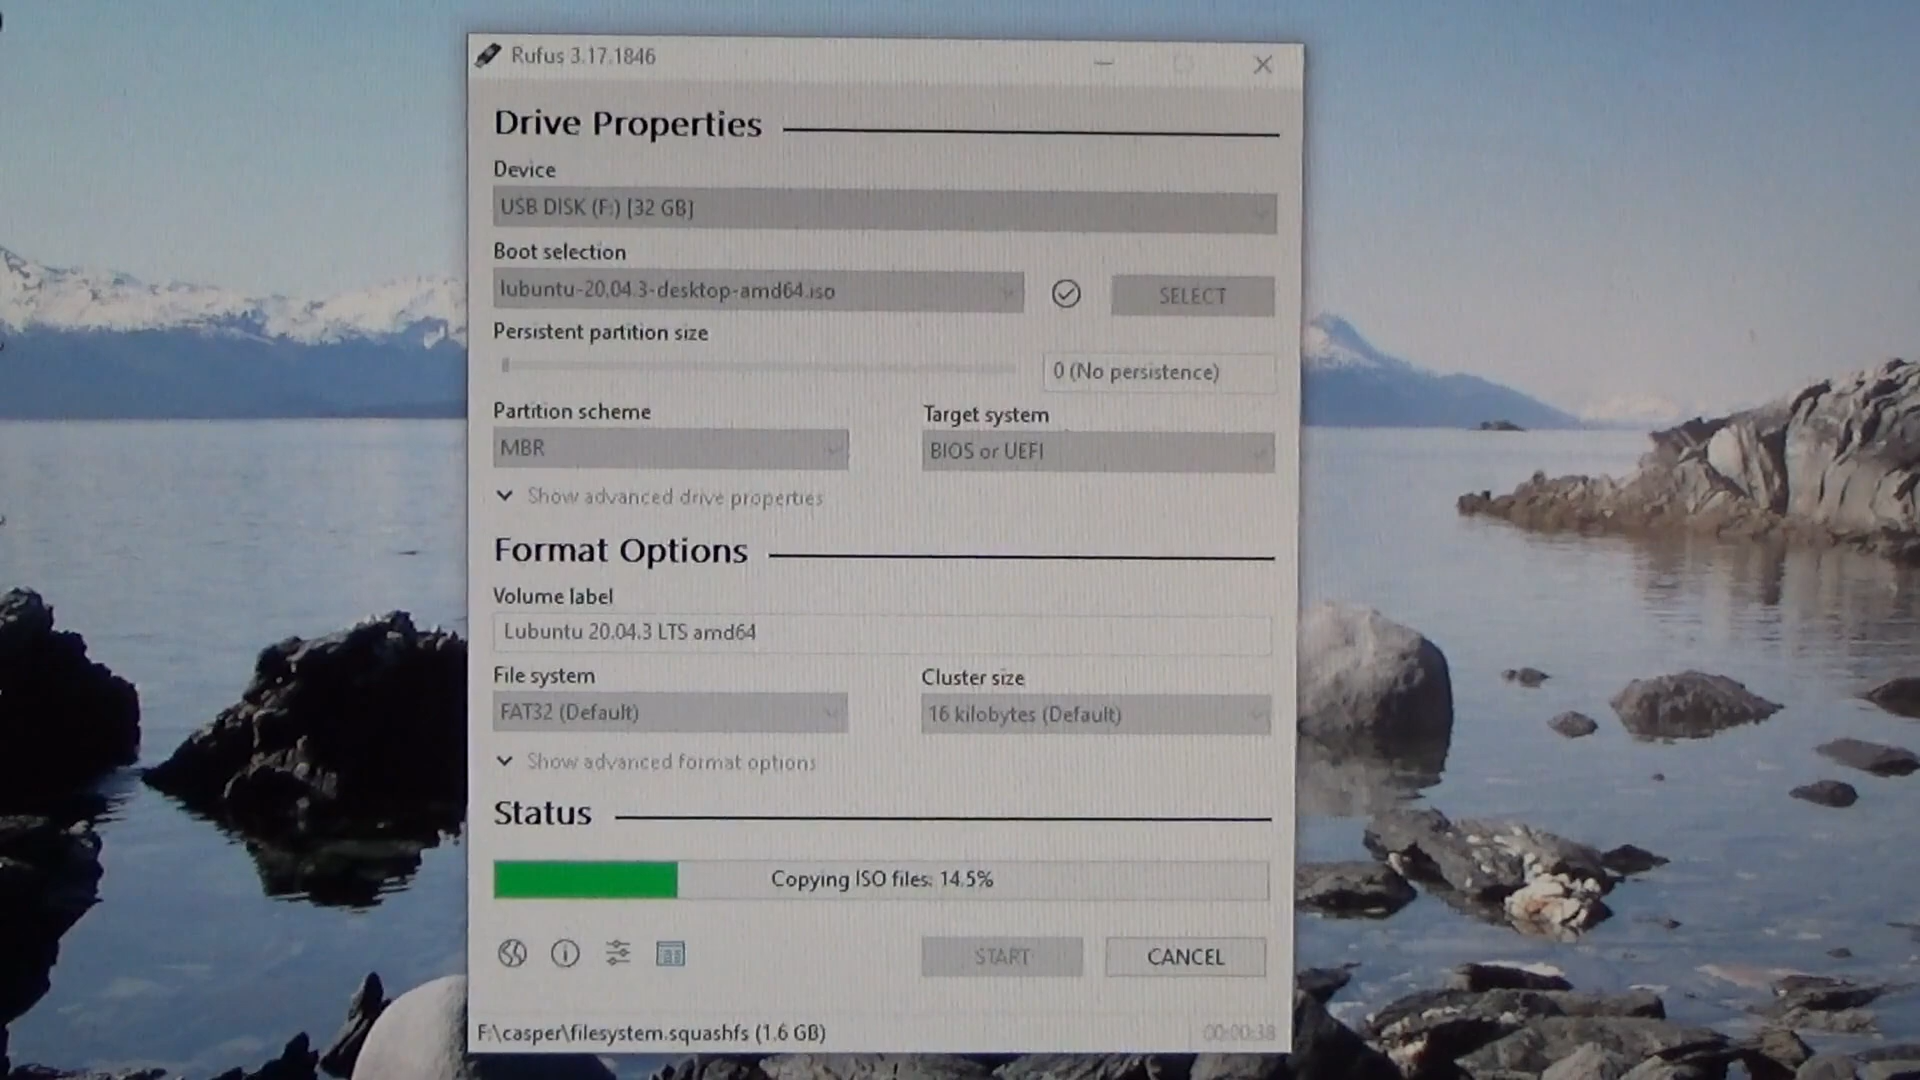 Rufus 3.17.1846
Drive Properties
Device
USB DISK (F:) [32 GB]
Boot selection
lubuntu-20.04.3-desktop-amd64.iso
SELECT
Persistent partition size
0 (No persistence)
Partition scheme
Target system
MBR
BIOS or UEFI
Show advanced drive properties
Format Options
Volume label
Lubuntu 20.04.3 LTS amd64
File system
Cluster size
FAT32 (Default)
16 kilobytes (Default)
Show advanced format options
Status
Copying ISO files: 14.5%
START
CANCEL
F:\casper\filesystem.squashfs (1.6 GB)
00:00:38